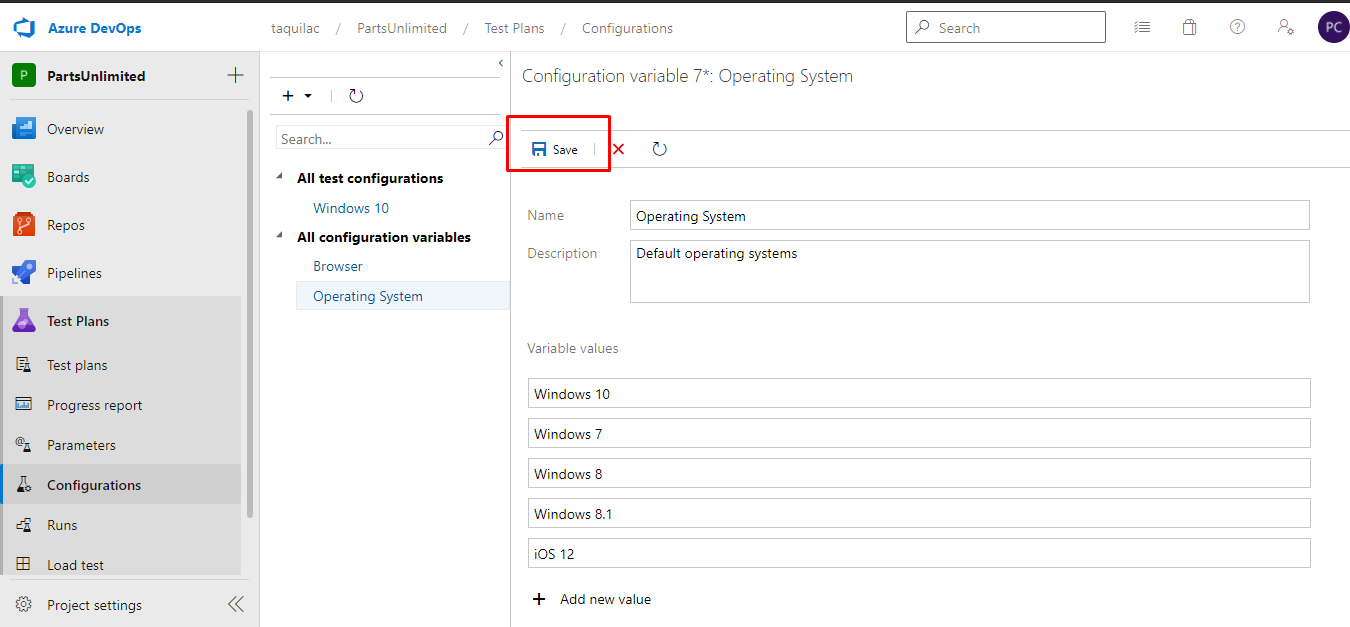 Azure DevOps
taquilac / PartsUnlimited / Test Plans / Configurations
Search
PC
P PartsUnlimited
Overview
Boards
Repos
Pipelines
Test Plans
Test plans
Progress report
Parameters
Configurations
Runs
Load test
Project settings
Search...
All test configurations
Windows 10
All configuration variables
Browser
Operating System
Configuration variable 7*: Operating System
Save
Name
Operating System
Description
Default operating systems
Variable values
Windows 10
Windows 7
Windows 8
Windows 8.1
iOS 12
Add new value